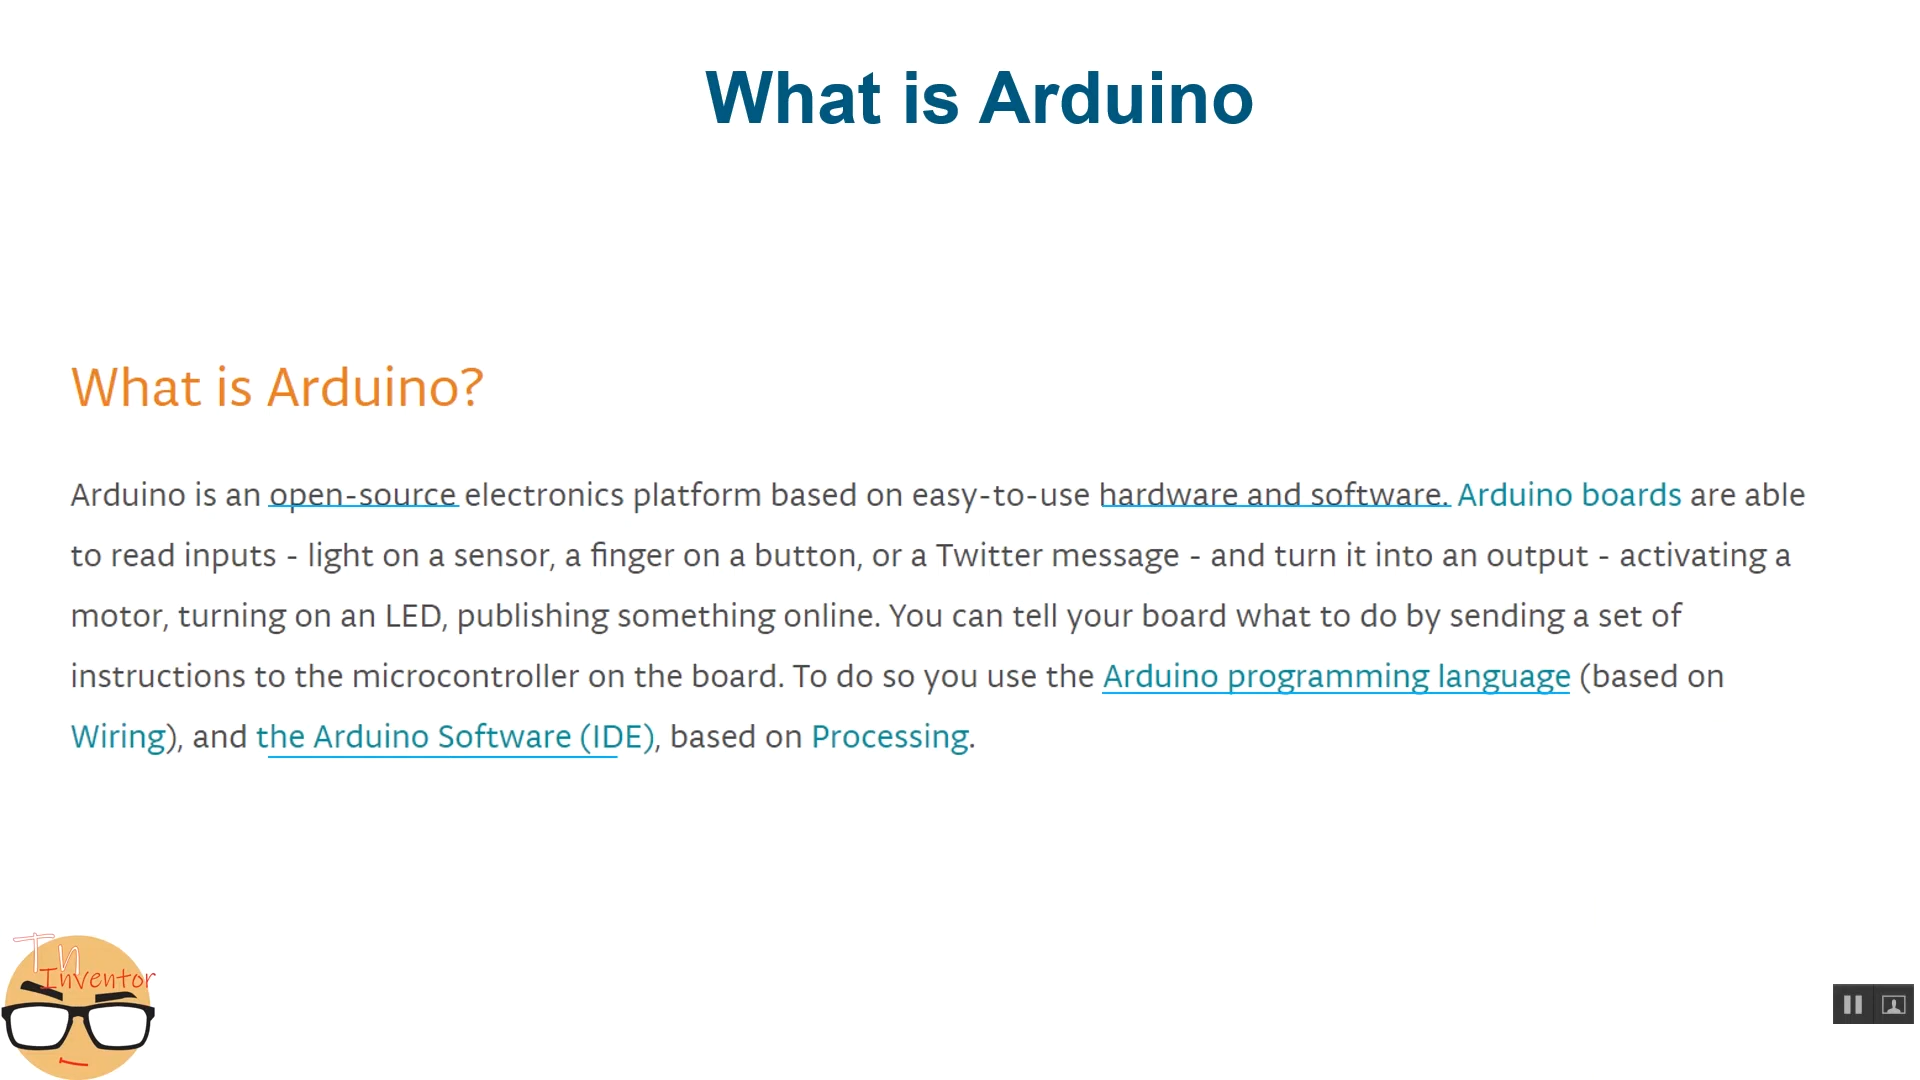 What is Arduino
What is Arduino?
Arduino is an open-source electronics platform based on easy-to-use hardware and software. Arduino boards are able
to read inputs - light on a sensor, a finger on a button, or a Twitter message - and turn it into an output - activating a
motor, turning on an LED, publishing something online. You can tell your board what to do by sending a set of
instructions to the microcontroller on the board. To do so you use the Arduino programming language (based on
Wiring), and the Arduino Software (IDE), based on Processing.
Tn
Inventor